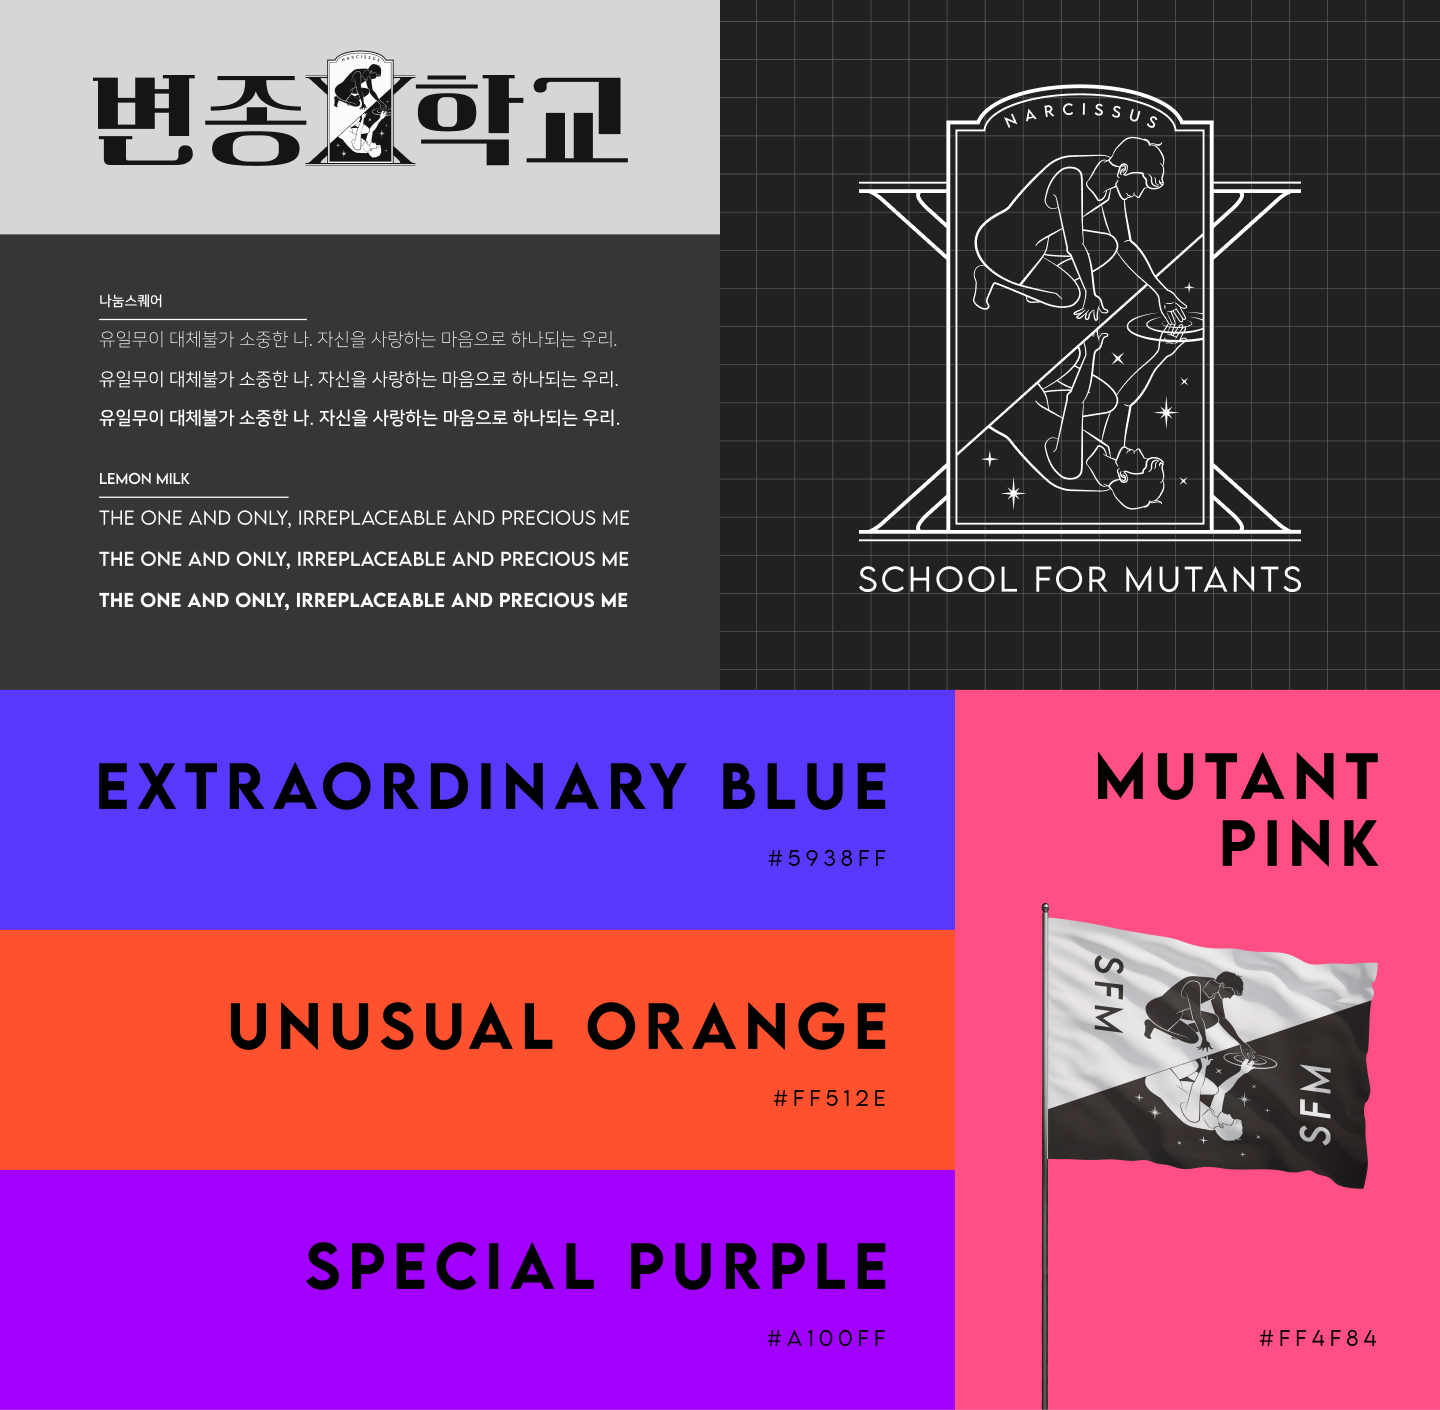 변종
NARCISSUS
학교
나눔스퀘어
유일무이 대체불가 소중한 나. 자신을 사랑하는 마음으로 하나되는 우리.
유일무이 대체불가 소중한 나. 자신을 사랑하는 마음으로 하나되는 우리.
유일무이 대체불가 소중한 나. 자신을 사랑하는 마음으로 하나되는 우리.
LEMON MILK
THE ONE AND ONLY, IRREPLACEABLE AND PRECIOUS ME
THE ONE AND ONLY, IRREPLACEABLE AND PRECIOUS ME
THE ONE AND ONLY, IRREPLACEABLE AND PRECIOUS ME
NARCISSUS
SCHOOL FOR MUTANTS
EXTRAORDINARY BLUE
#5938FF
UNUSUAL ORANGE
#FF512E
SPECIAL PURPLE
#A100FF
MUTANT
PINK
SFM
SFM
#FF4F84